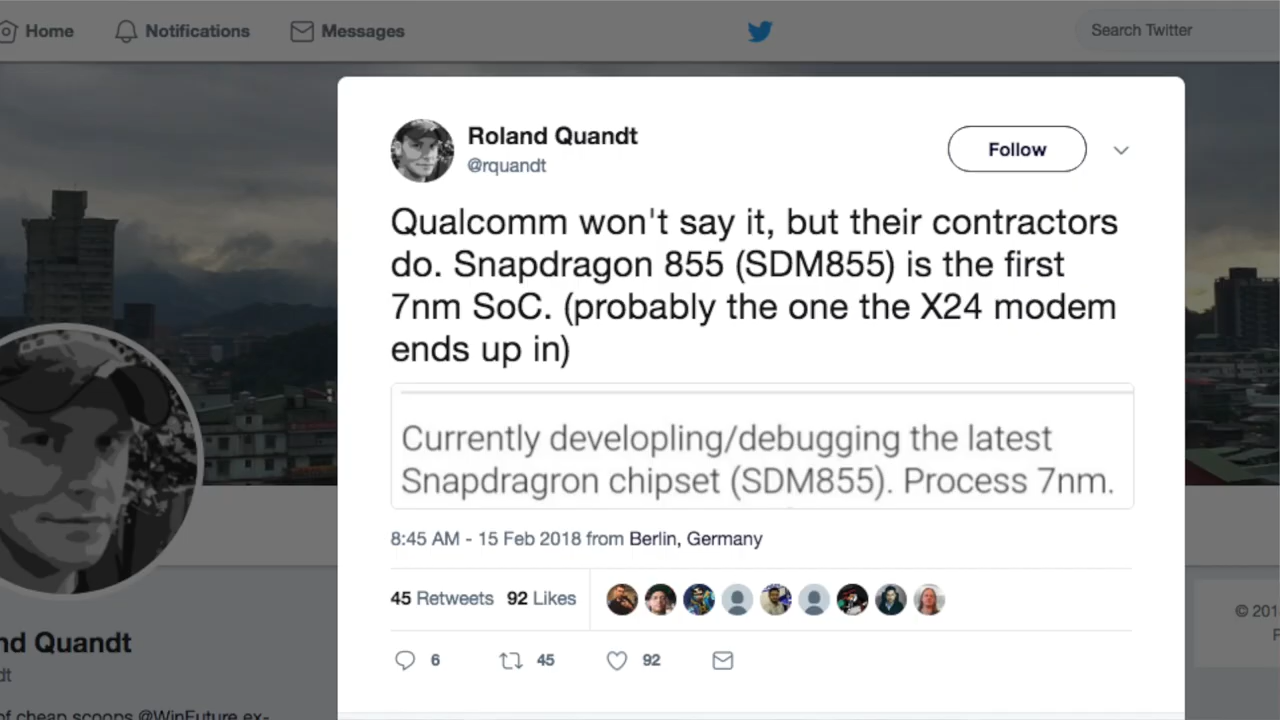 Home
Notifications
Messages
Search Twitter
Roland Quandt
@rquandt
Follow
Qualcomm won't say it, but their contractors
do. Snapdragon 855 (SDM855) is the first
7nm SoC. (probably the one the X24 modem
ends up in)
Currently developling/debugging the latest
Snapdragron chipset (SDM855). Process 7nm.
8:45 AM - 15 Feb 2018 from Berlin, Germany
45 Retweets 92 Likes
6 45 92
nd Quandt
dt
of cheap scoops @WinFuture ex-
© 201